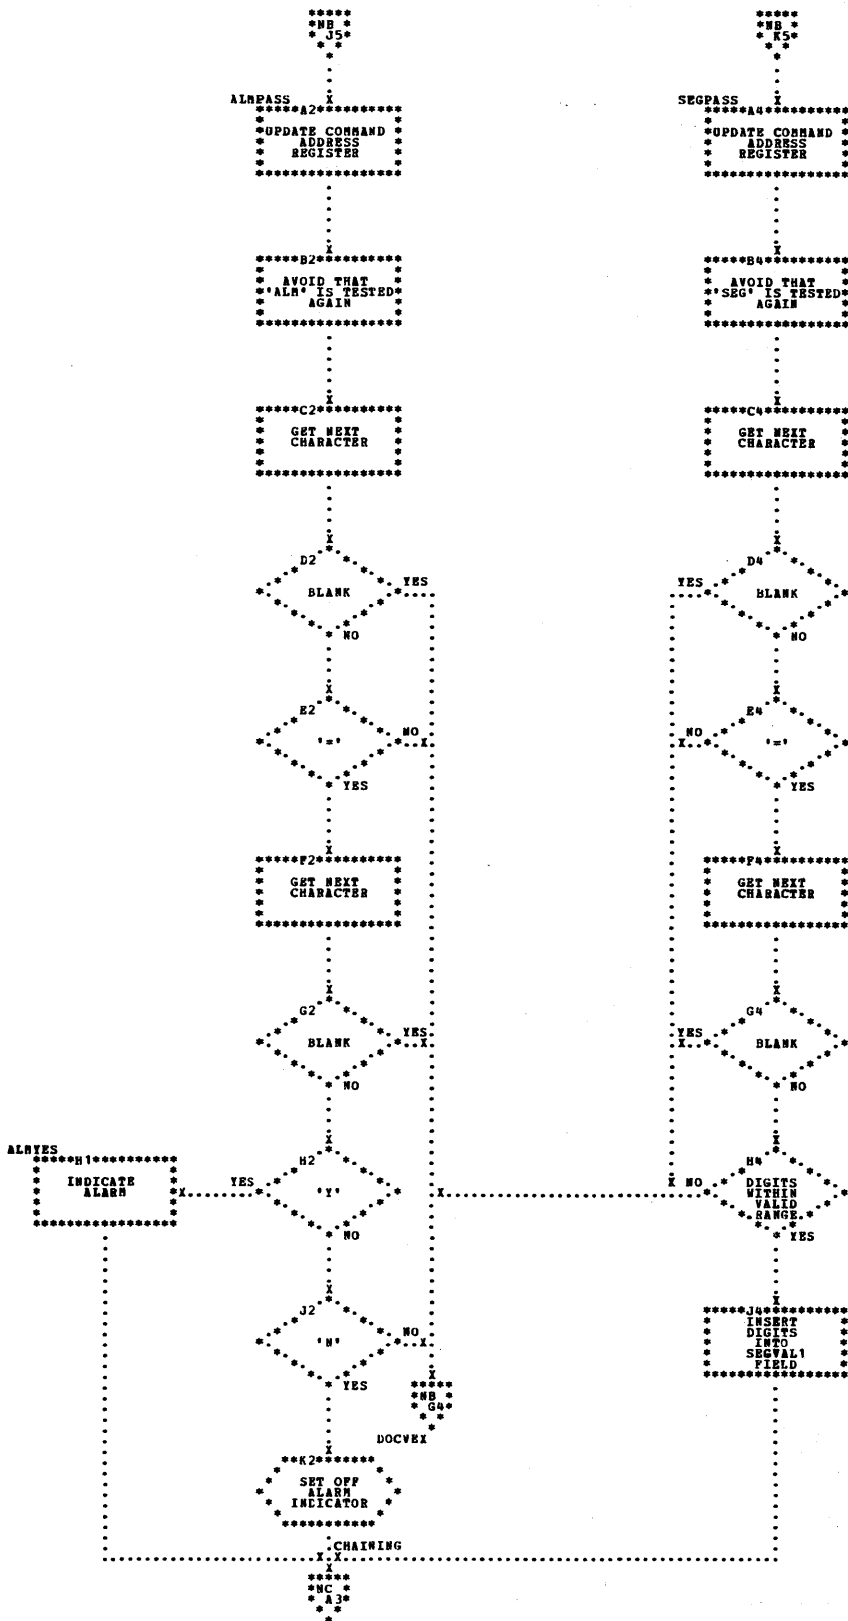 NB
J5
ALMPASS
A2
UPDATE COMMAND
ADDRESS
REGISTER
B2
AVOID THAT
'ALM' IS TESTED
AGAIN
C2
GET NEXT
CHARACTER
D2
BLANK
YES
NO
E2
'='
NO
YES
F2
GET NEXT
CHARACTER
G2
BLANK
YES
NO
ALMYES
H1
INDICATE
ALARM
H2
'Y'
YES
NO
J2
'N'
NO
YES
NB
G4
DOCVEX
K2
SET OFF
ALARM
INDICATOR
CHAINING
NC
A3
NB
K5
SEGPASS
A4
UPDATE COMMAND
ADDRESS
REGISTER
B4
AVOID THAT
'SEG' IS TESTED
AGAIN
C4
GET NEXT
CHARACTER
D4
YES
BLANK
NO
E4
NO
'='
YES
F4
GET NEXT
CHARACTER
G4
YES
BLANK
NO
H4
NO
DIGITS
WITHIN
VALID
RANGE
YES
J4
INSERT
DIGITS
INTO
SEGVAL1
FIELD